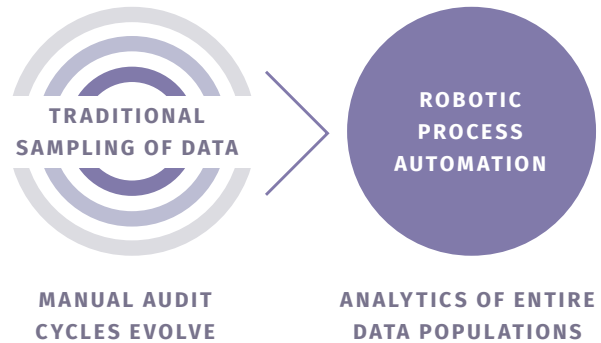 TRADITIONAL
SAMPLING OF DATA
ROBOTIC
PROCESS
AUTOMATION
MANUAL AUDIT
CYCLES EVOLVE
ANALYTICS OF ENTIRE
DATA POPULATIONS